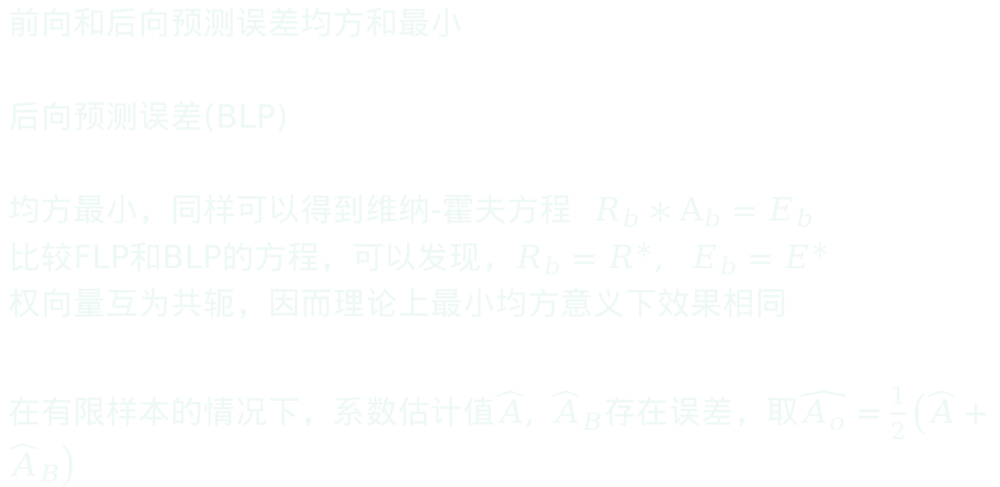 前向和后向预测误差均方和最小
后向预测误差(BLP)
均方最小，同样可以得到维纳-霍夫方程 $R_b * \mathrm{A}_b = E_b$
比较FLP和BLP的方程，可以发现，$R_b = R^*$, $E_b = E^*$
权向量互为共轭，因而理论上最小均方意义下效果相同
在有限样本的情况下，系数估计值$\widehat{A}$, $\widehat{A}_B$存在误差，取$\widehat{A_o} = \frac{1}{2}(\widehat{A} +$
$\widehat{A}_B)$